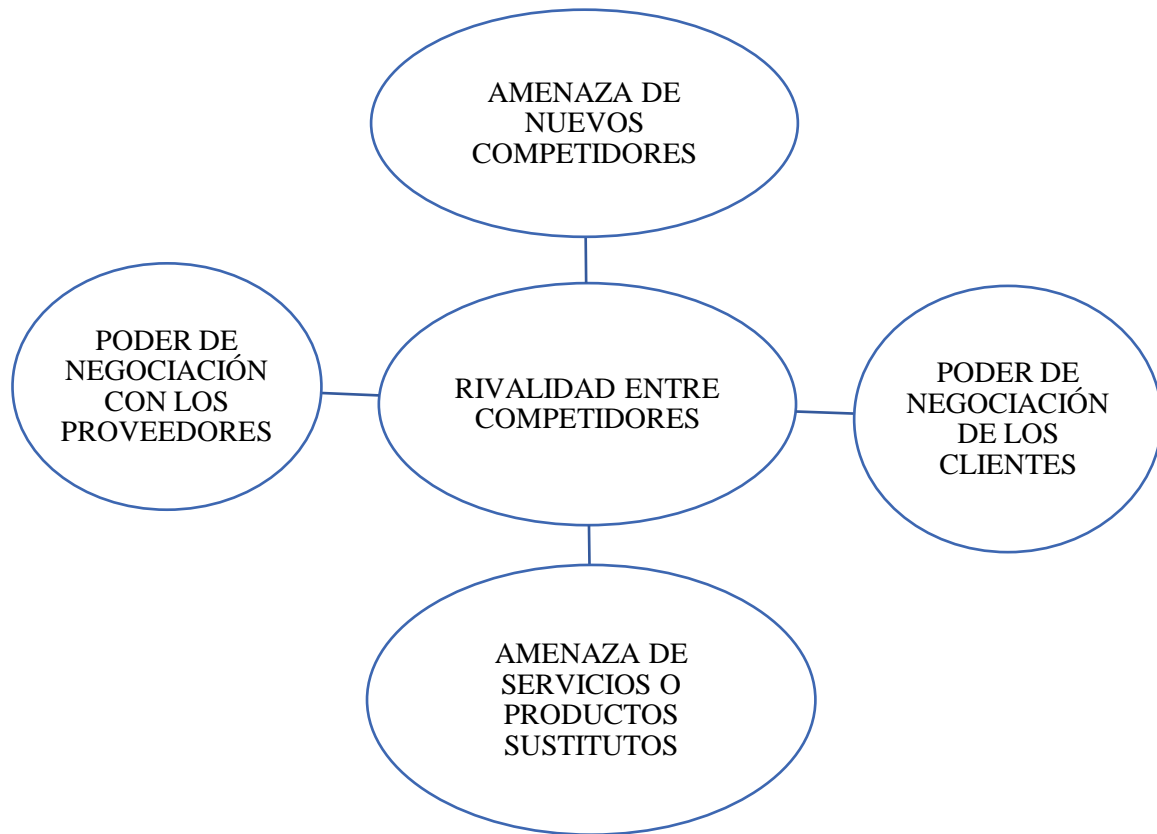 AMENAZA DE
NUEVOS
COMPETIDORES
PODER DE
NEGOCIACIÓN
CON LOS
PROVEEDORES
RIVALIDAD ENTRE
COMPETIDORES
PODER DE
NEGOCIACIÓN
DE LOS
CLIENTES
AMENAZA DE
SERVICIOS O
PRODUCTOS
SUSTITUTOS